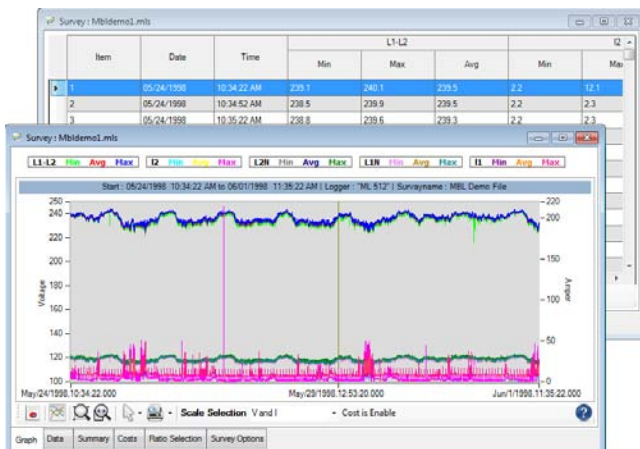 Survey : Mbldemo1.mls
L1-L2 I2
Item Date Time Min Max Avg Min Max
1 05/24/1998 10:34:22 AM 239.1 240.1 239.5 2.2 12.1
2 05/24/1998 10:34:52 AM 238.5 239.9 239.5 2.2 2.3
3 05/24/1998 10:35:22 AM 238.8 239.6 239.3 2.2 2.3
Survey : Mbldemo1.mls
L1-L2 Min Avg Max I2 Min Avg Max L2N Min Avg Max L1N Min Avg Max I1 Min Avg Max
Start : 05/24/1998 10:34:22 AM to 06/01/1998 11:35:22 AM | Logger : "ML 512" | Surveyname : MBL Demo File
Voltage
250
240
220
200
180
160
140
120
100
220
200
150
100
50
0
May/24/1998.10:34:22.000 May/29/1998.12:53:20.000 Jun/1/1998.11:35:22.000
Scale Selection V and I Cost is Enable
Graph Data Summary Costs Ratio Selection Survey Options